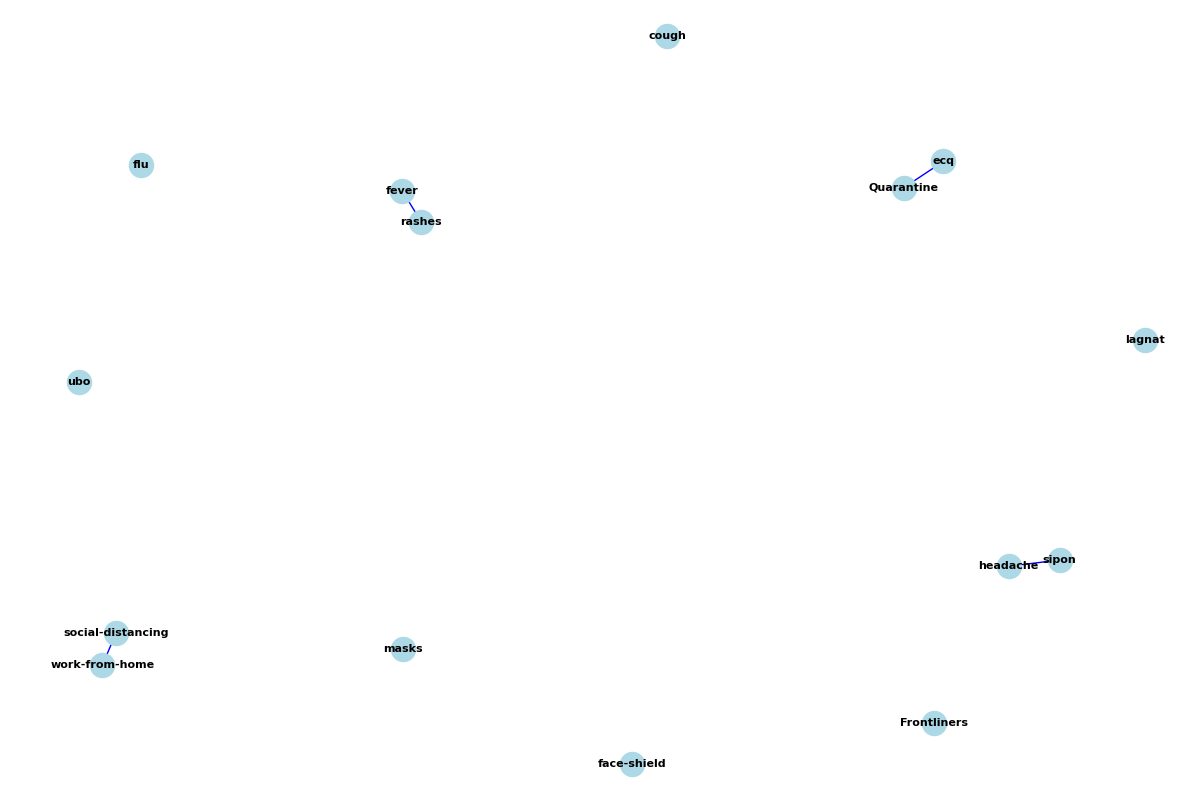 cough
flu
ecq
Quarantine
fever
rashes
lagnat
ubo
sipon
headache
social-distancing
work-from-home
masks
Frontliners
face-shield